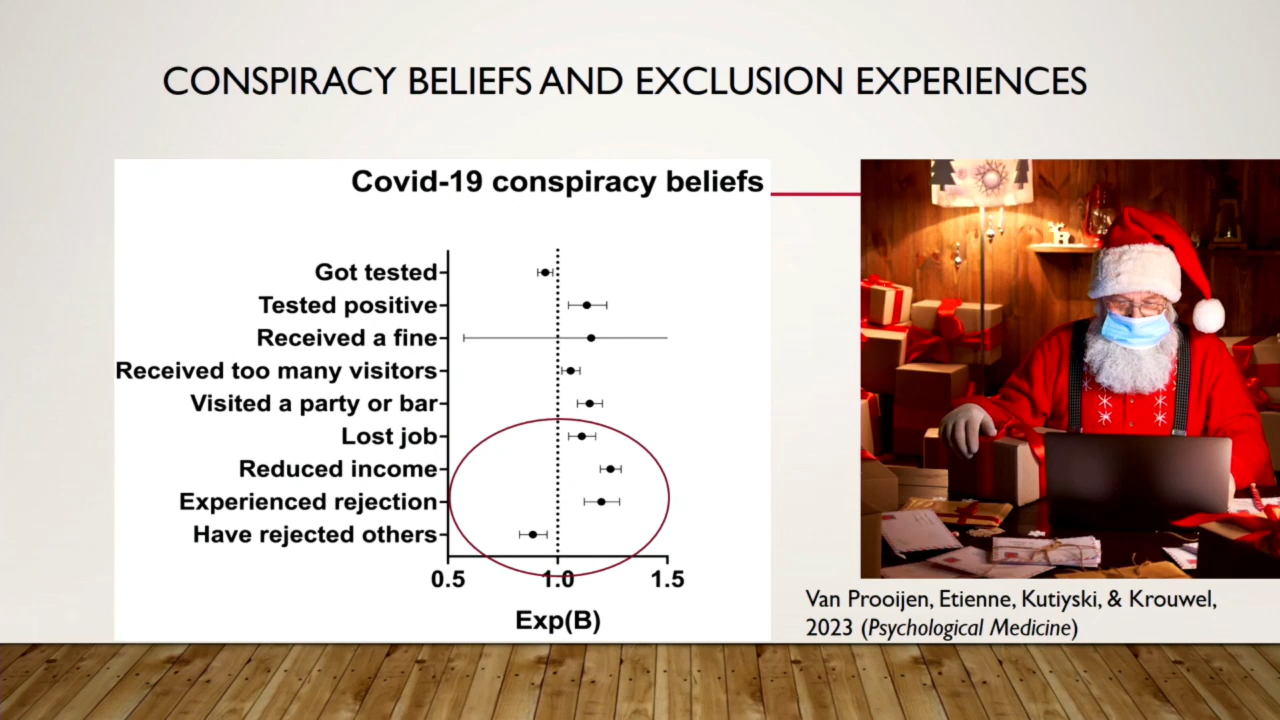 CONSPIRACY BELIEFS AND EXCLUSION EXPERIENCES
Covid-19 conspiracy beliefs
Got tested
Tested positive
Received a fine
Received too many visitors
Visited a party or bar
Lost job
Reduced income
Experienced rejection
Have rejected others
0.5 1.0 1.5
Exp(B)
Van Prooijen, Etienne, Kutiyski, & Krouwel,
2023 (Psychological Medicine)